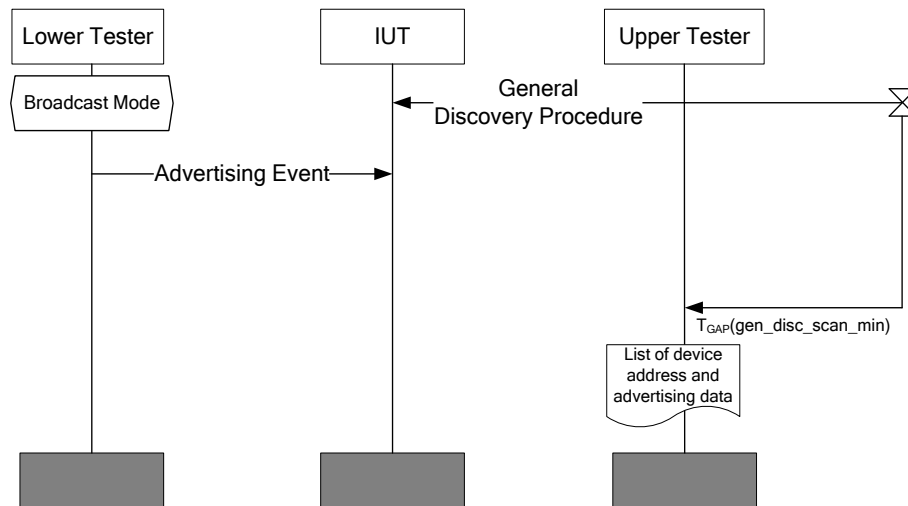 Lower Tester
IUT
Upper Tester
Broadcast Mode
General
Discovery Procedure
Advertising Event
TGAP(gen_disc_scan_min)
List of device
address and
advertising data